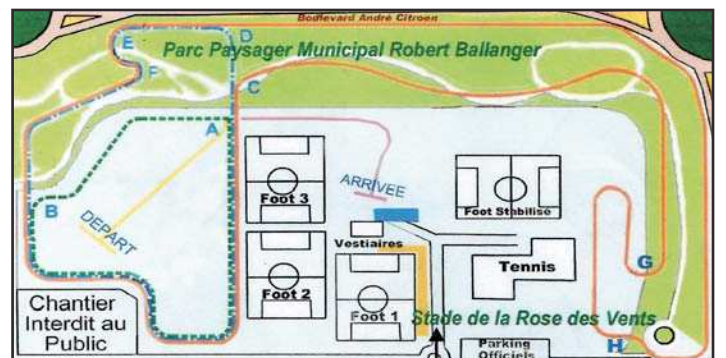 Boulevard André Citroen
E
D
Parc Paysager Municipal Robert Ballanger
F
C
A
ARRIVEE
B
DEPART
Foot 3
Foot Stabilisé
Vestiaires
G
Tennis
Chantier
Interdit au
Public
Foot 2
Foot 1
Stade de la Rose des Vents
H
Parking
Officiels